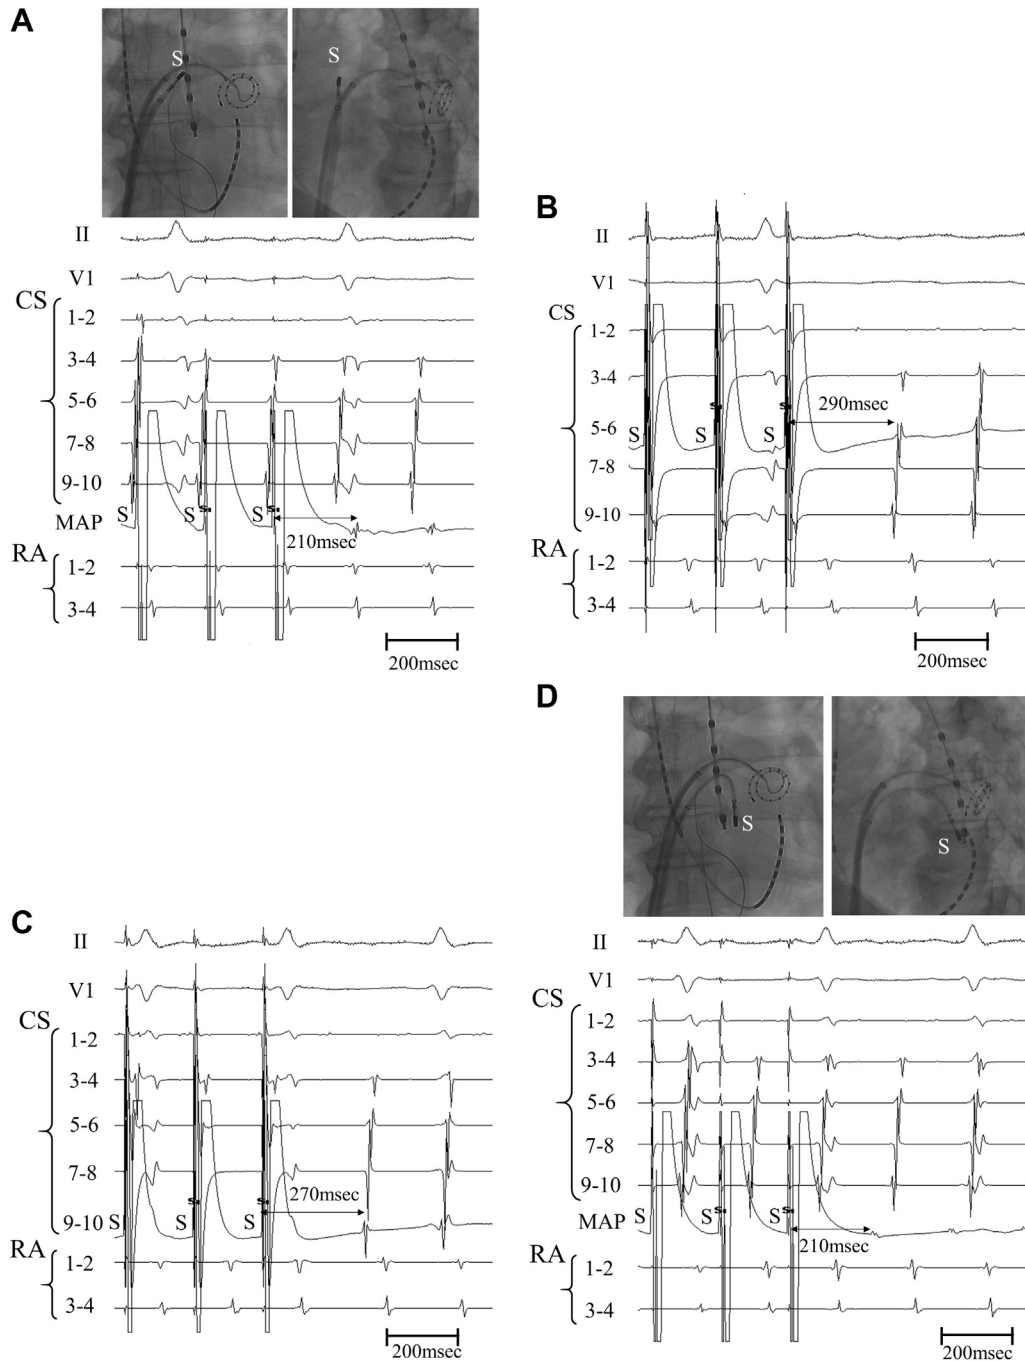 A
S
S
II
V1
CS
1-2
3-4
5-6
7-8
9-10
MAP
S
S
S
S
S
210msec
RA
1-2
3-4
200msec
B
II
V1
CS
1-2
3-4
5-6
7-8
9-10
S
S
S
S
S
290msec
RA
1-2
3-4
200msec
C
II
V1
CS
1-2
3-4
5-6
7-8
9-10
S
S
S
S
S
270msec
RA
1-2
3-4
200msec
D
S
S
II
V1
CS
1-2
3-4
5-6
7-8
9-10
MAP
S
S
S
S
S
210msec
RA
1-2
3-4
200msec